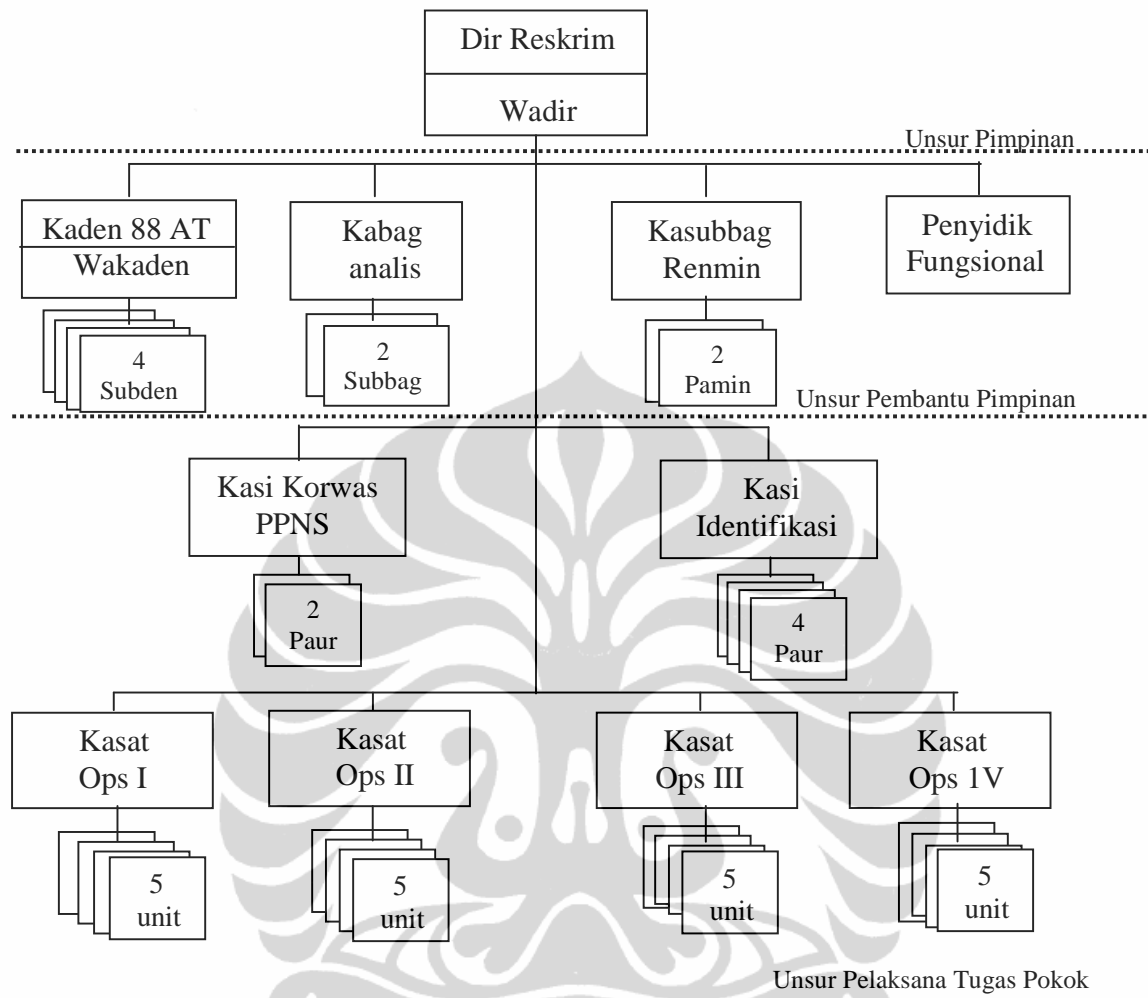 Dir Reskrim
Wadir
Unsur Pimpinan
Kaden 88 AT
Wakaden
Kabag
analis
Kasubbag
Renmin
Penyidik
Fungsional
4
Subden
2
Subbag
2
Pamin
Unsur Pembantu Pimpinan
Kasi Korwas
PPNS
Kasi
Identifikasi
2
Paur
4
Paur
Kasat
Ops I
Kasat
Ops II
Kasat
Ops III
Kasat
Ops 1V
5
unit
5
unit
5
unit
5
unit
Unsur Pelaksana Tugas Pokok